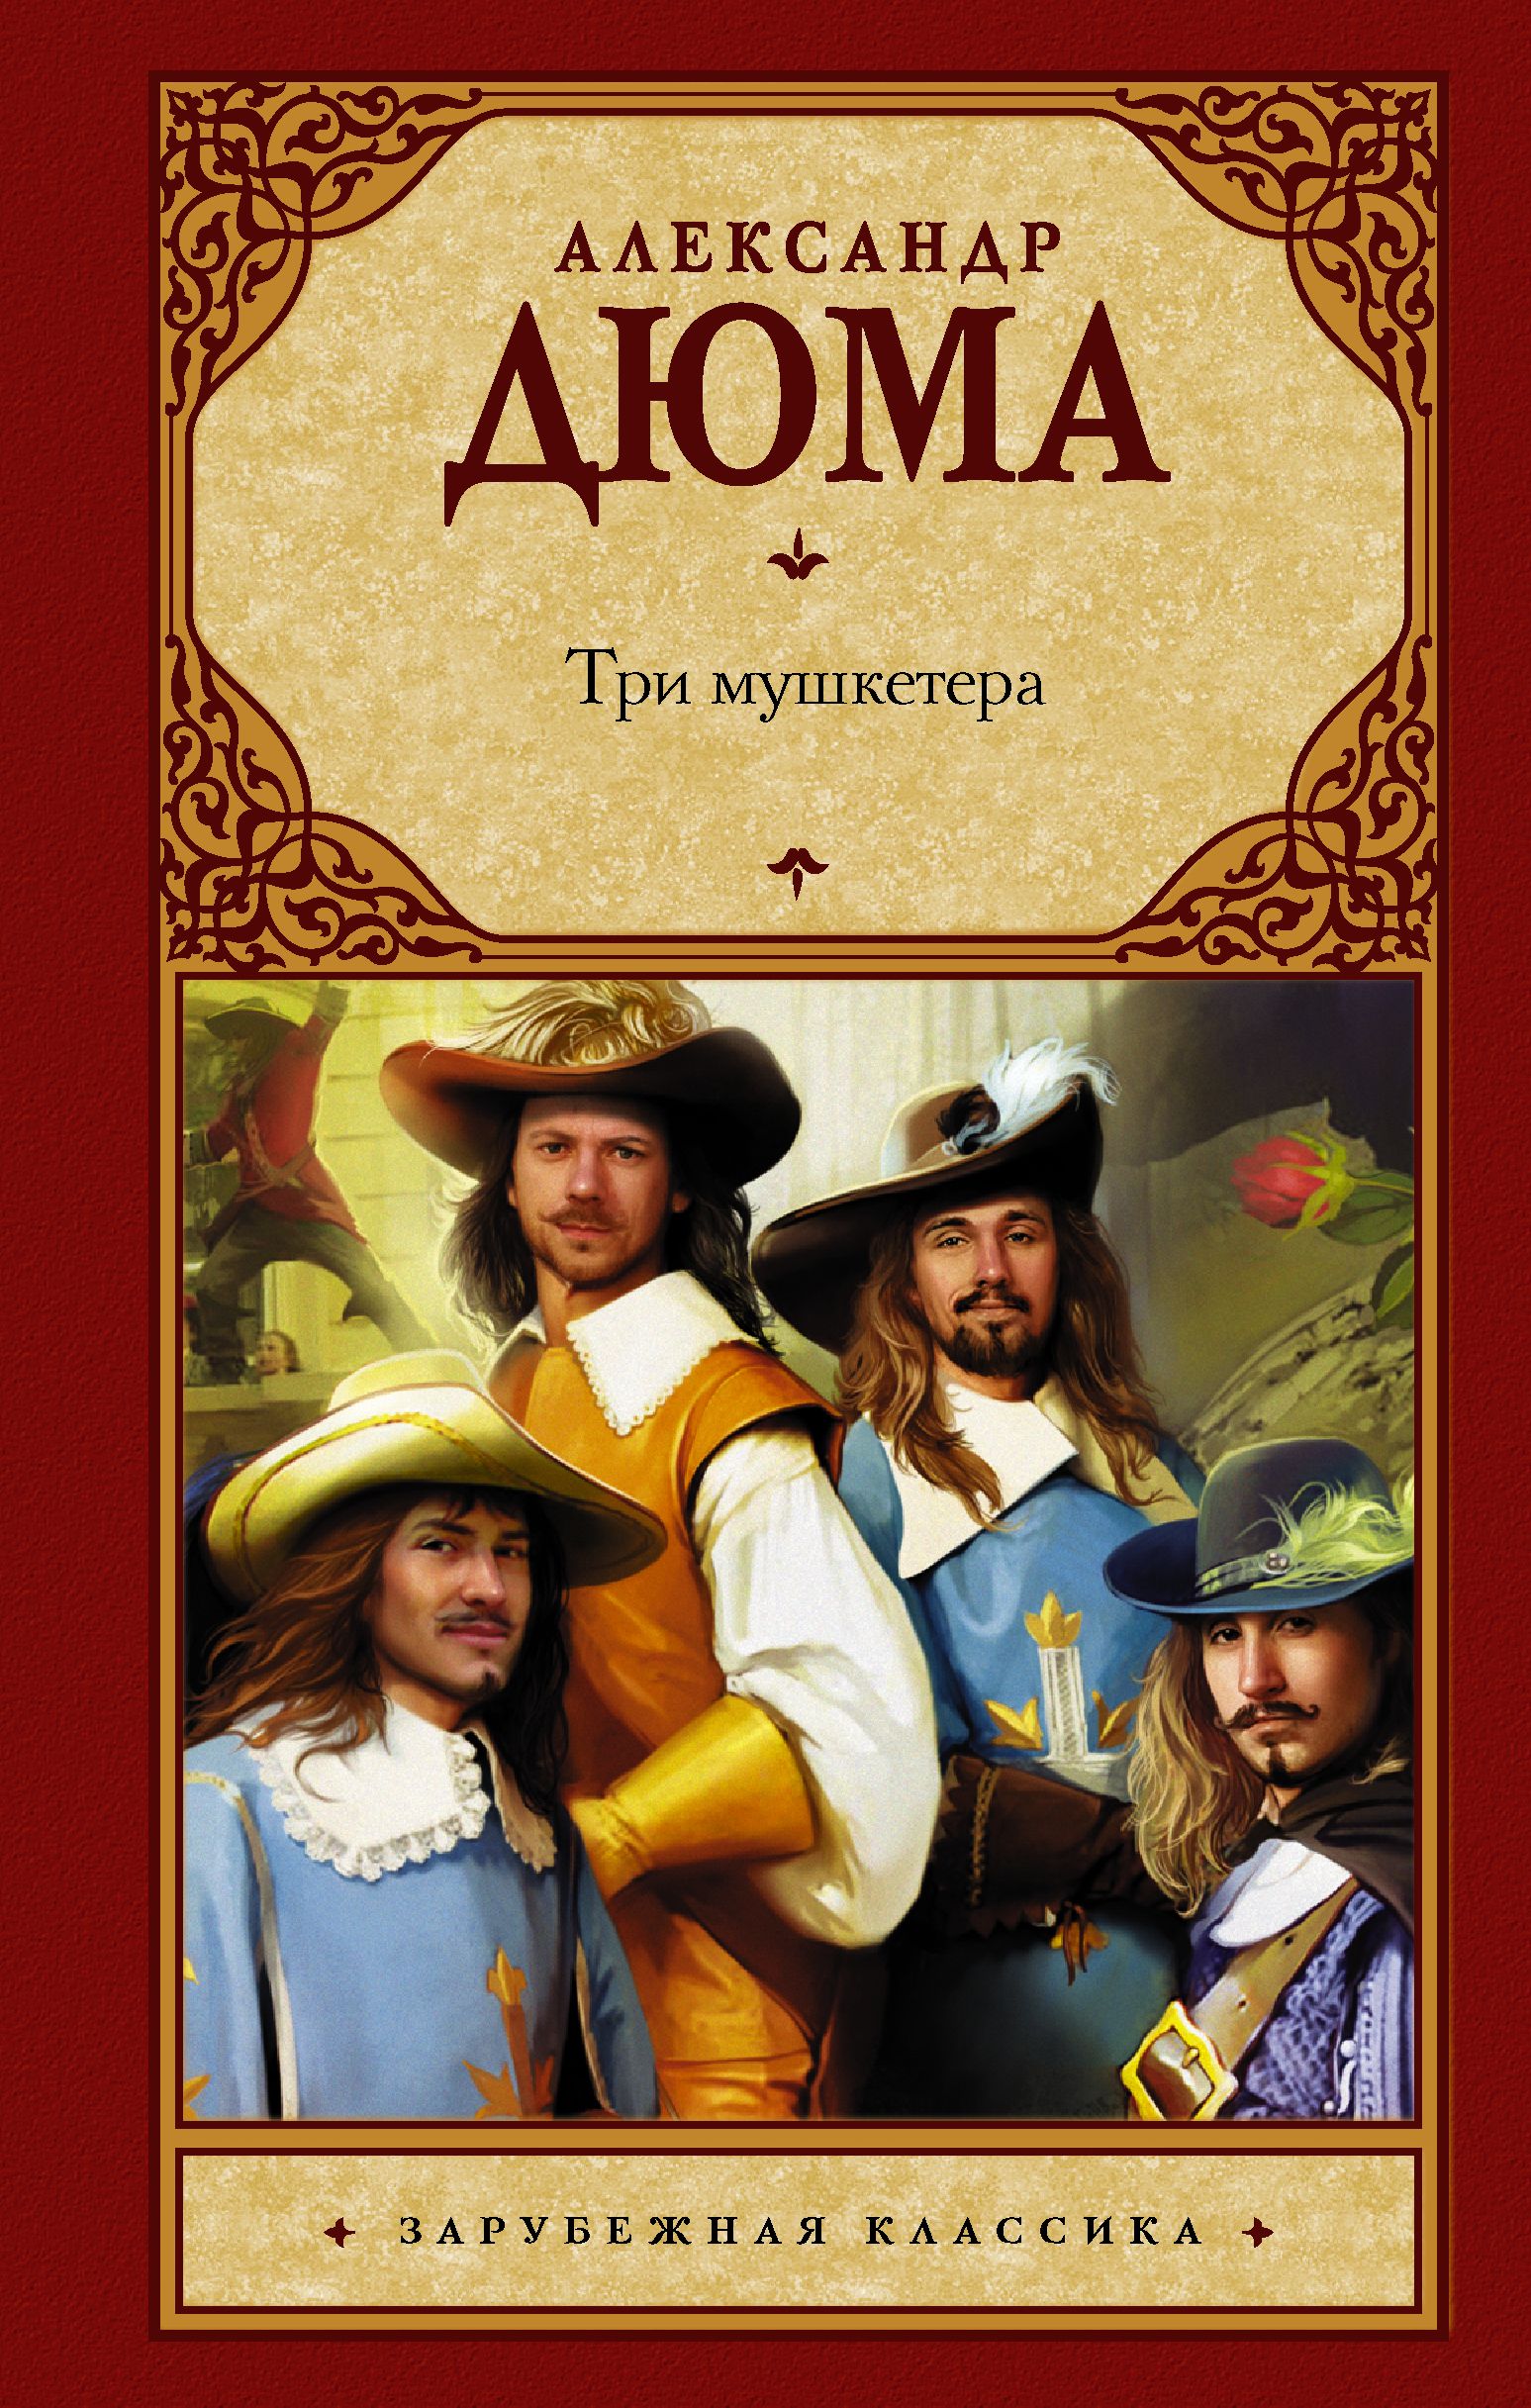 АЛЕКСАНДР
ДЮМА
Три мушкетера
ЗАРУБЕЖНАЯ КЛАССИКА